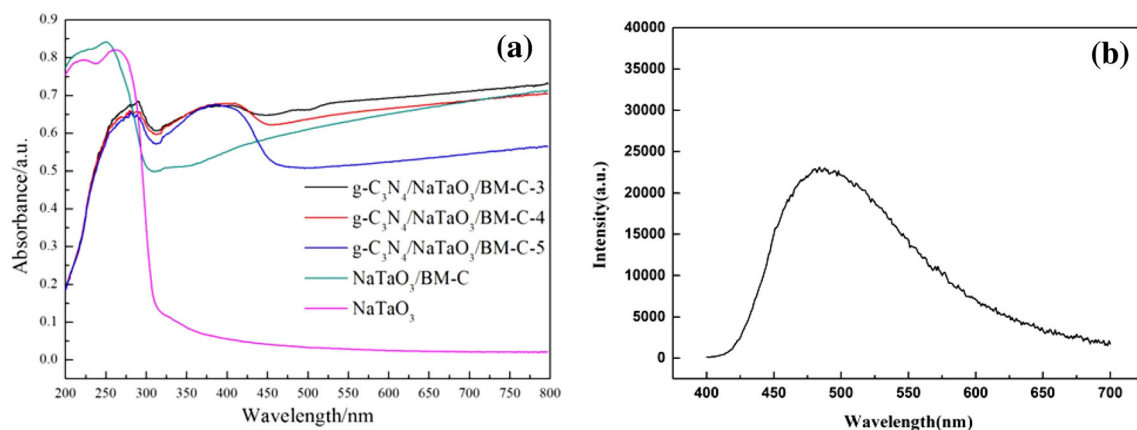 (a)
0.9
0.8
0.7
0.6
0.5
0.4
0.3
0.2
0.1
0.0
Absorbance/a.u.
g-C₃N₄/NaTaO₃/BM-C-3
g-C₃N₄/NaTaO₃/BM-C-4
g-C₃N₄/NaTaO₃/BM-C-5
NaTaO₃/BM-C
NaTaO₃
200 250 300 350 400 450 500 550 600 650 700 750 800
Wavelength/nm
(b)
40000
35000
30000
25000
20000
15000
10000
5000
0
Intensity(a.u.)
400 450 500 550 600 650 700
Wavelength(nm)